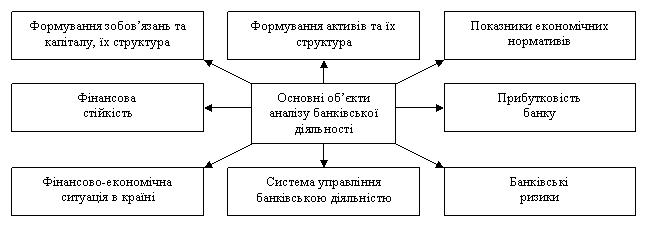 Формування зобов’язань та
капіталу, їх структура
Формування активів та їх
структура
Показники економічних
нормативів
Фінансова
стійкість
Основні об’єкти
аналізу банківської
діяльності
Прибутковість
банку
Фінансово-економічна
ситуація в країні
Система управління
банківською діяльністю
Банківські
ризики